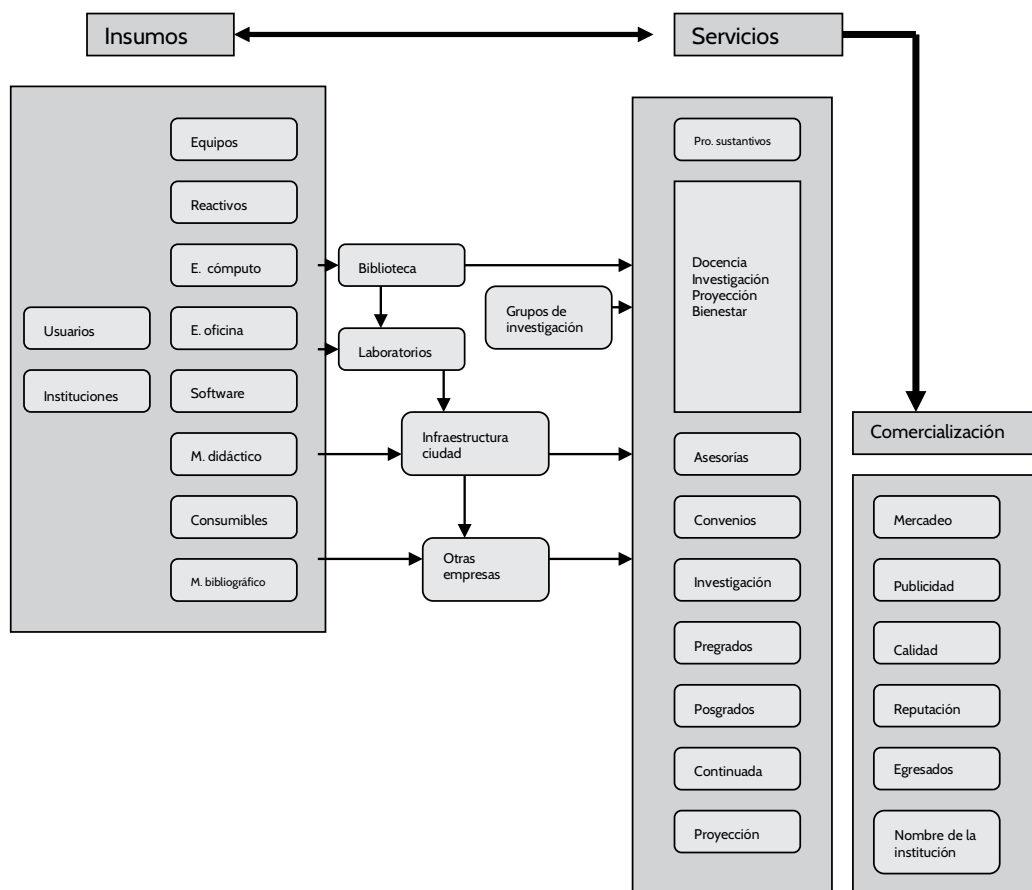 Insumos
Servicios
Usuarios
Instituciones
Equipos
Reactivos
E. cómputo
E. oficina
Software
M. didáctico
Consumibles
M. bibliográfico
Biblioteca
Laboratorios
Grupos de
investigación
Infraestructura
ciudad
Otras
empresas
Pro. sustantivos
Docencia
Investigación
Proyección
Bienestar
Asesorías
Convenios
Investigación
Pregrados
Posgrados
Continuada
Proyección
Comercialización
Mercadeo
Publicidad
Calidad
Reputación
Egresados
Nombre de la
institución